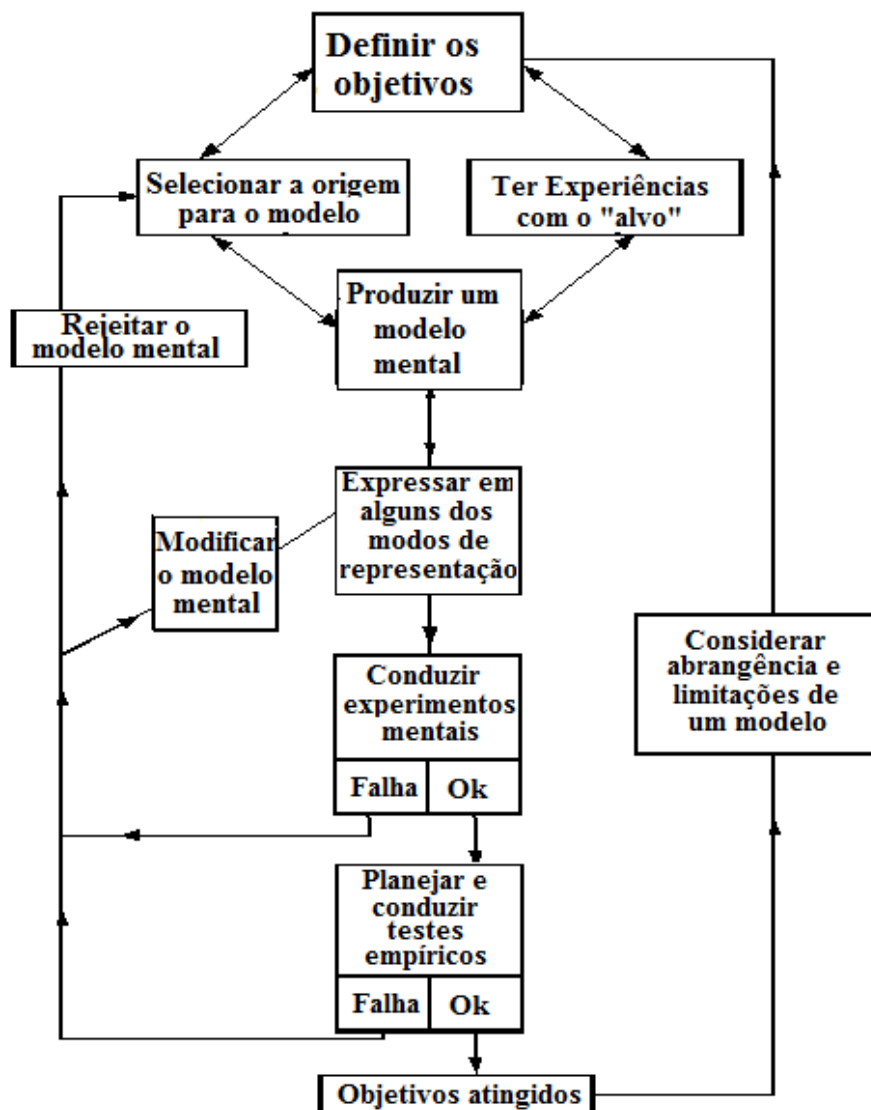 Definir os
objetivos
Selecionar a origem
para o modelo
Ter Experiências
com o "alvo"
Produzir um
modelo
mental
Rejeitar o
modelo mental
Expressar em
alguns dos
modos de
representação
Modificar
o modelo
mental
Conduzir
experimentos
mentais
Falha
Ok
Considerar
abrangência e
limitações de
um modelo
Planejar e
conduzir
testes
empíricos
Falha
Ok
Objetivos atingidos